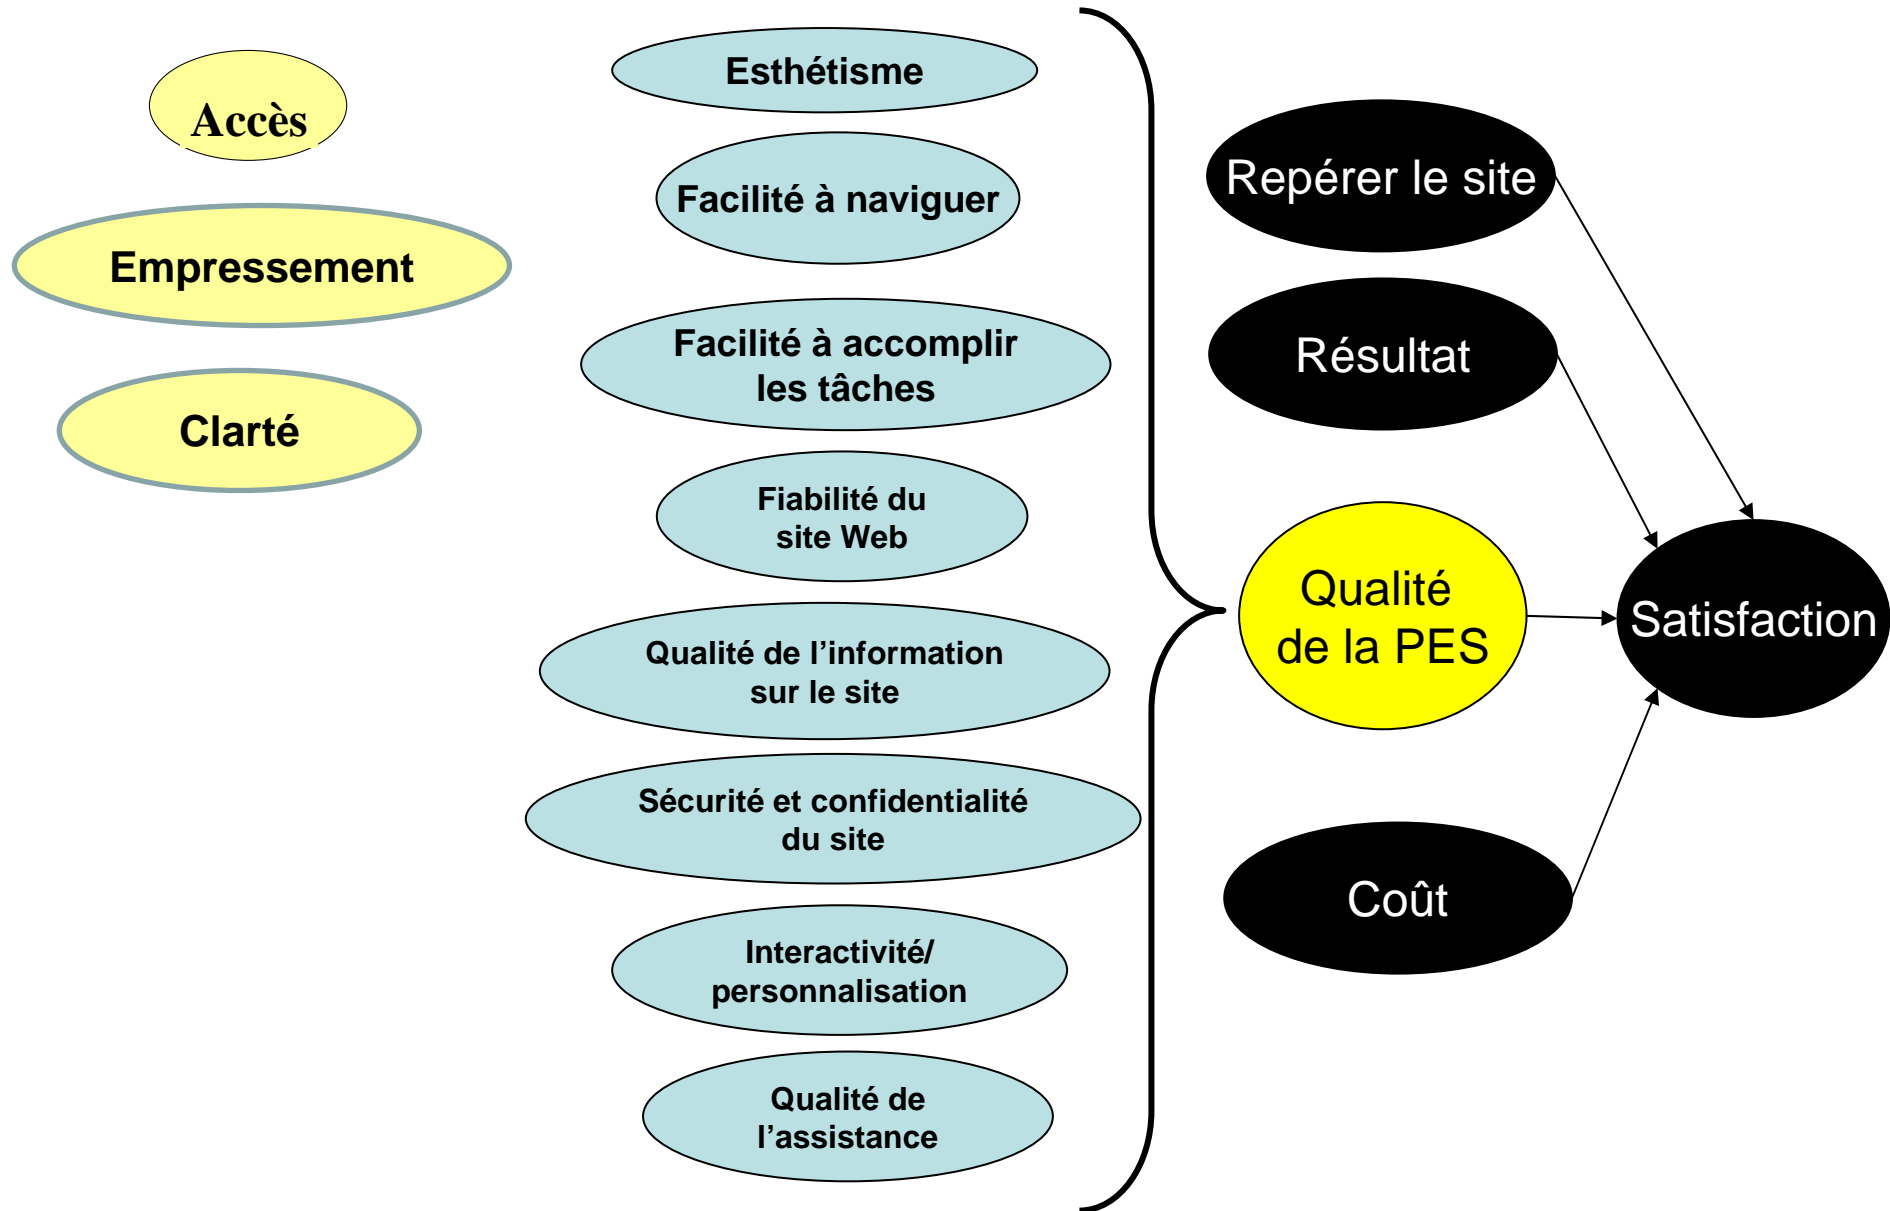 Accès
Empressement
Clarté
Esthétisme
Facilité à naviguer
Facilité à accomplir
les tâches
Fiabilité du
site Web
Qualité de l’information
sur le site
Sécurité et confidentialité
du site
Interactivité/
personnalisation
Qualité de
l’assistance
Repérer le site
Résultat
Qualité
de la PES
Coût
Satisfaction